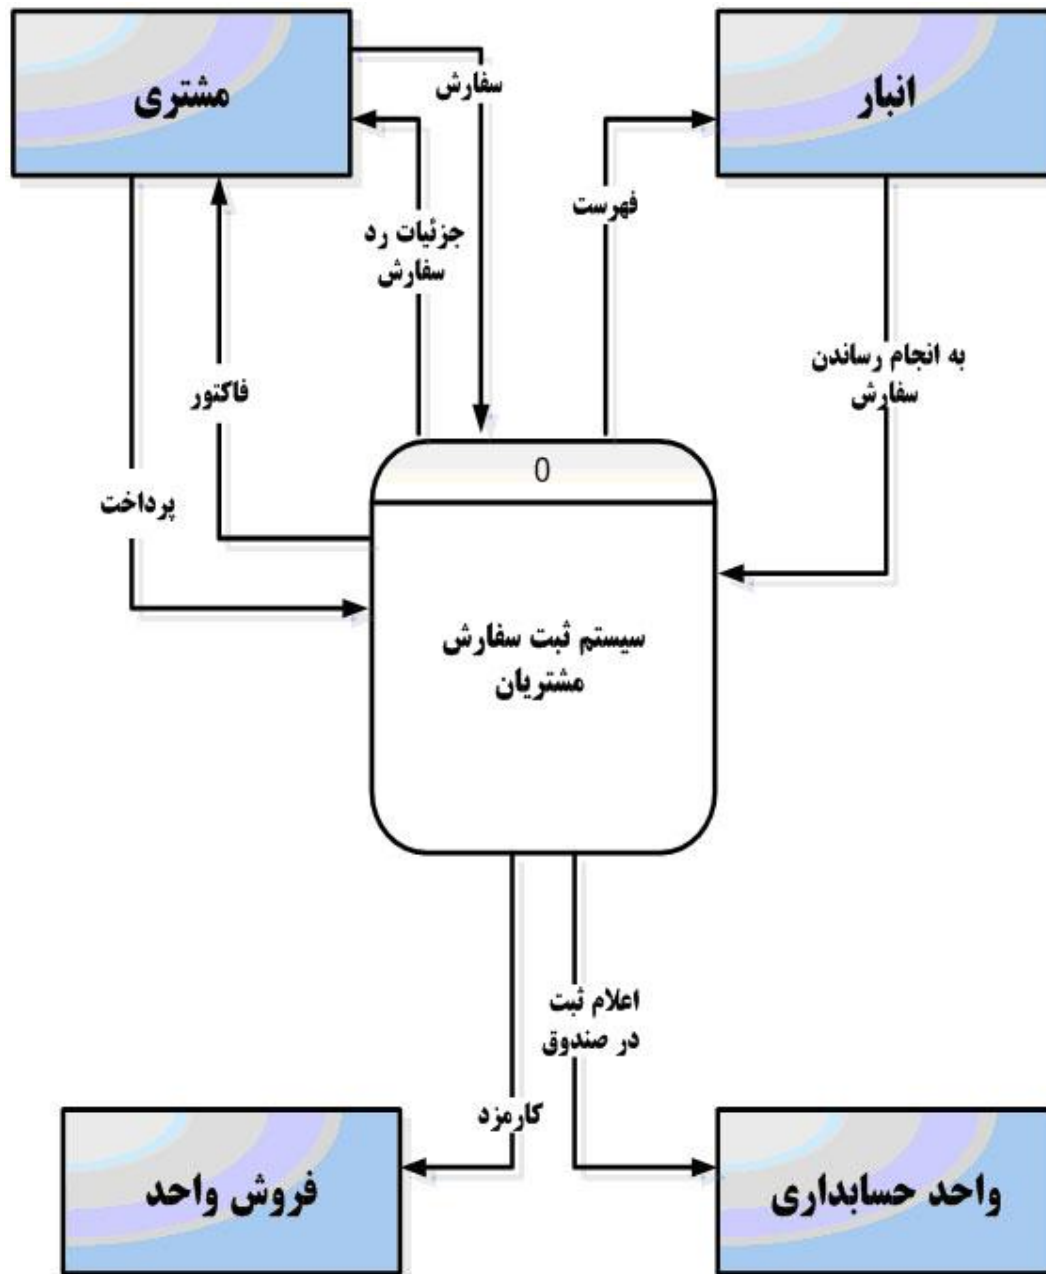 مشتری
انبار
سفارش
جزئیات رد
سفارش
فهرست
به انجام رساندن
سفارش
فاکتور
پرداخت
0
سیستم ثبت سفارش
مشتریان
اعلام ثبت
در صندوق
کارمزد
فروش واحد
واحد حسابداری